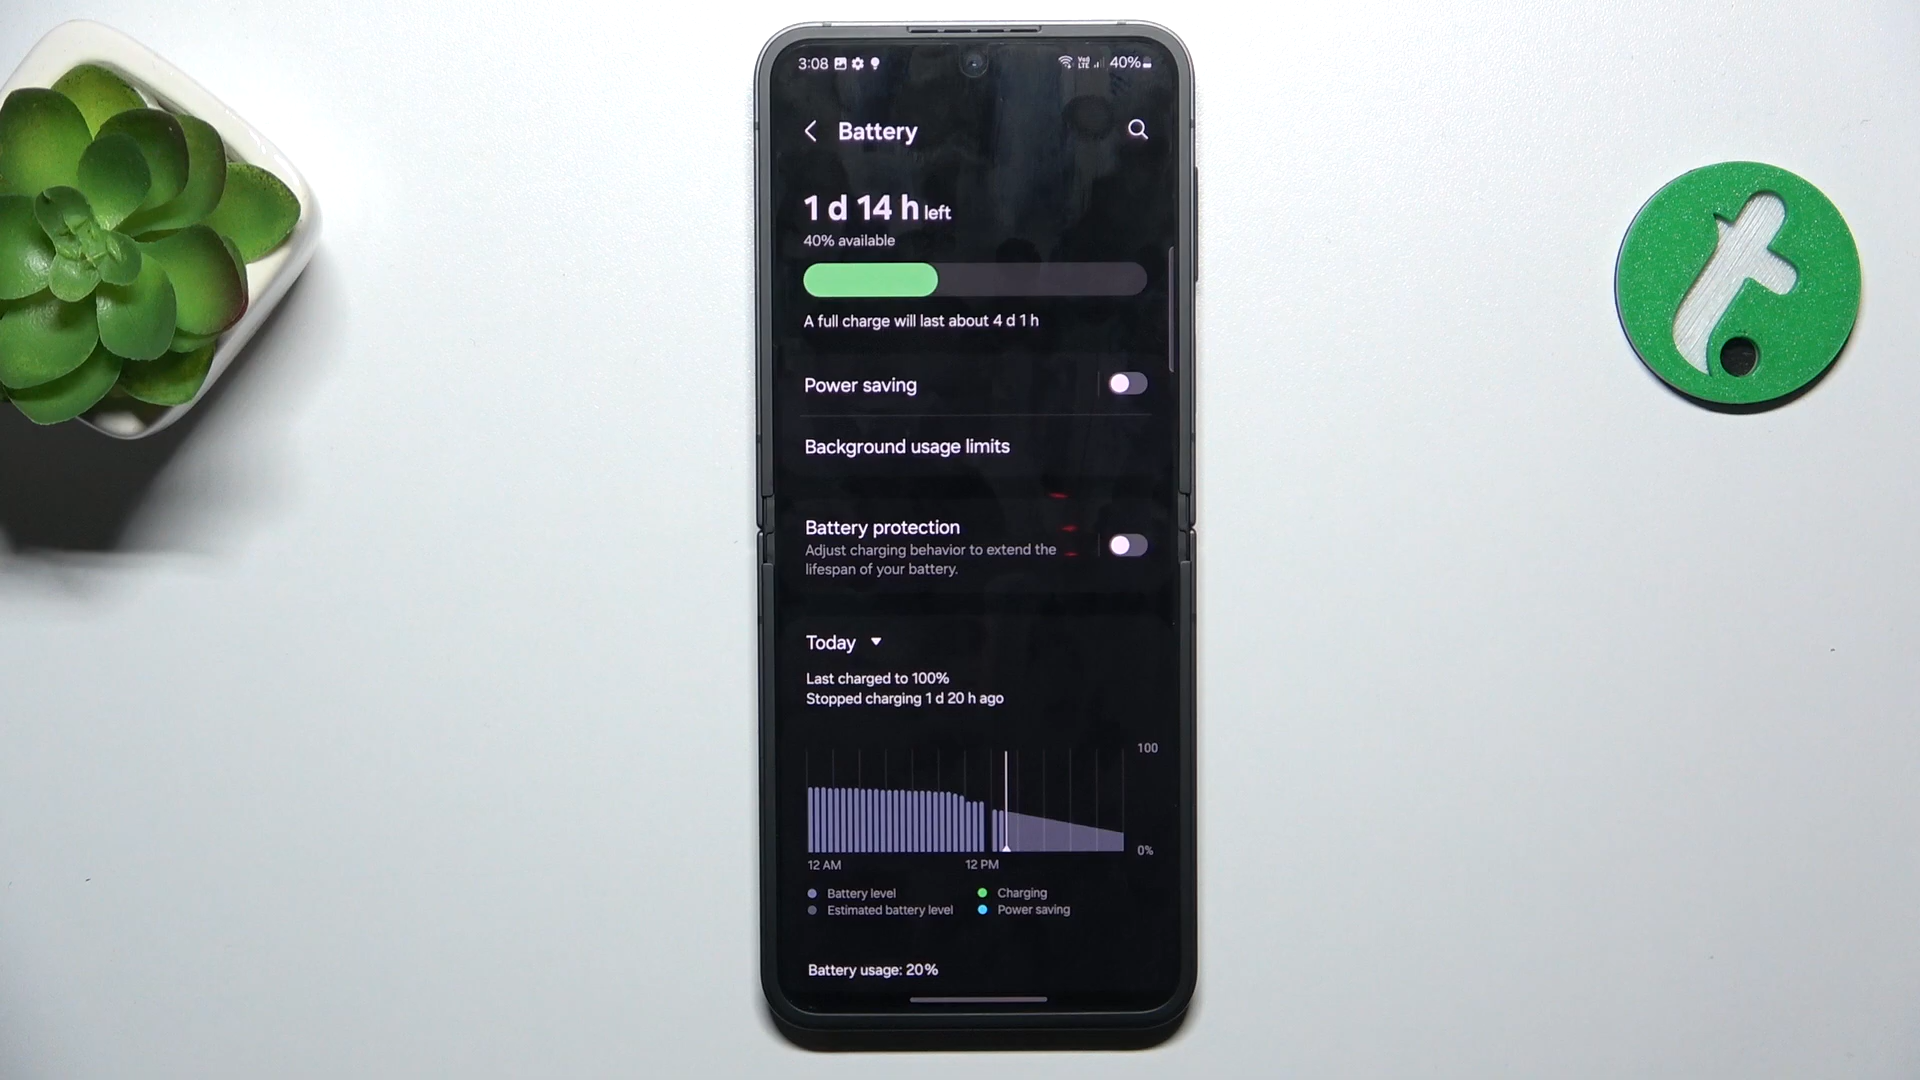 3:08
VoD LTE 40%
Battery
1 d 14 h left
40% available
A full charge will last about 4 d 1 h
Power saving
Background usage limits
Battery protection
Adjust charging behavior to extend the
lifespan of your battery.
Today
Last charged to 100%
Stopped charging 1 d 20 h ago
100
0%
12 AM
12 PM
Battery level
Charging
Estimated battery level
Power saving
Battery usage: 20%